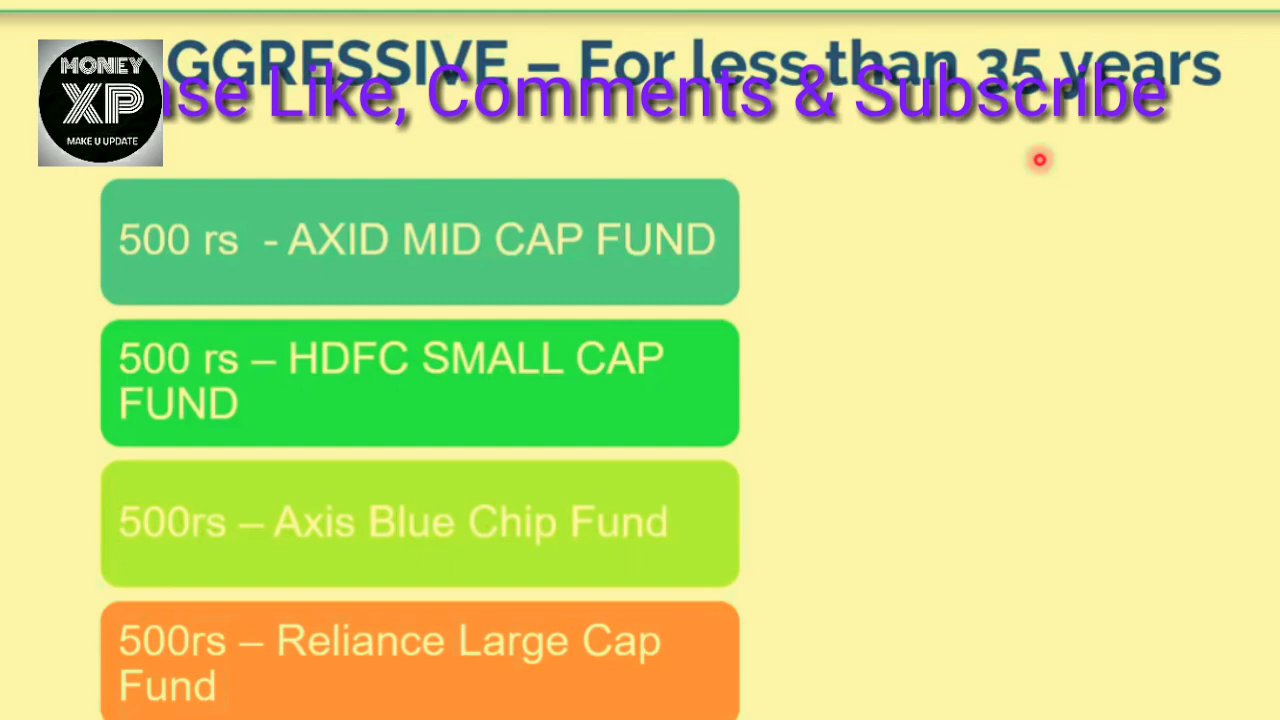 MONEY
XP
MAKE U UPDATE
GGRESSIVE – For less than 35 years
Like, Comments & Subscribe
500 rs - AXID MID CAP FUND
500 rs – HDFC SMALL CAP
FUND
500rs – Axis Blue Chip Fund
500rs – Reliance Large Cap
Fund